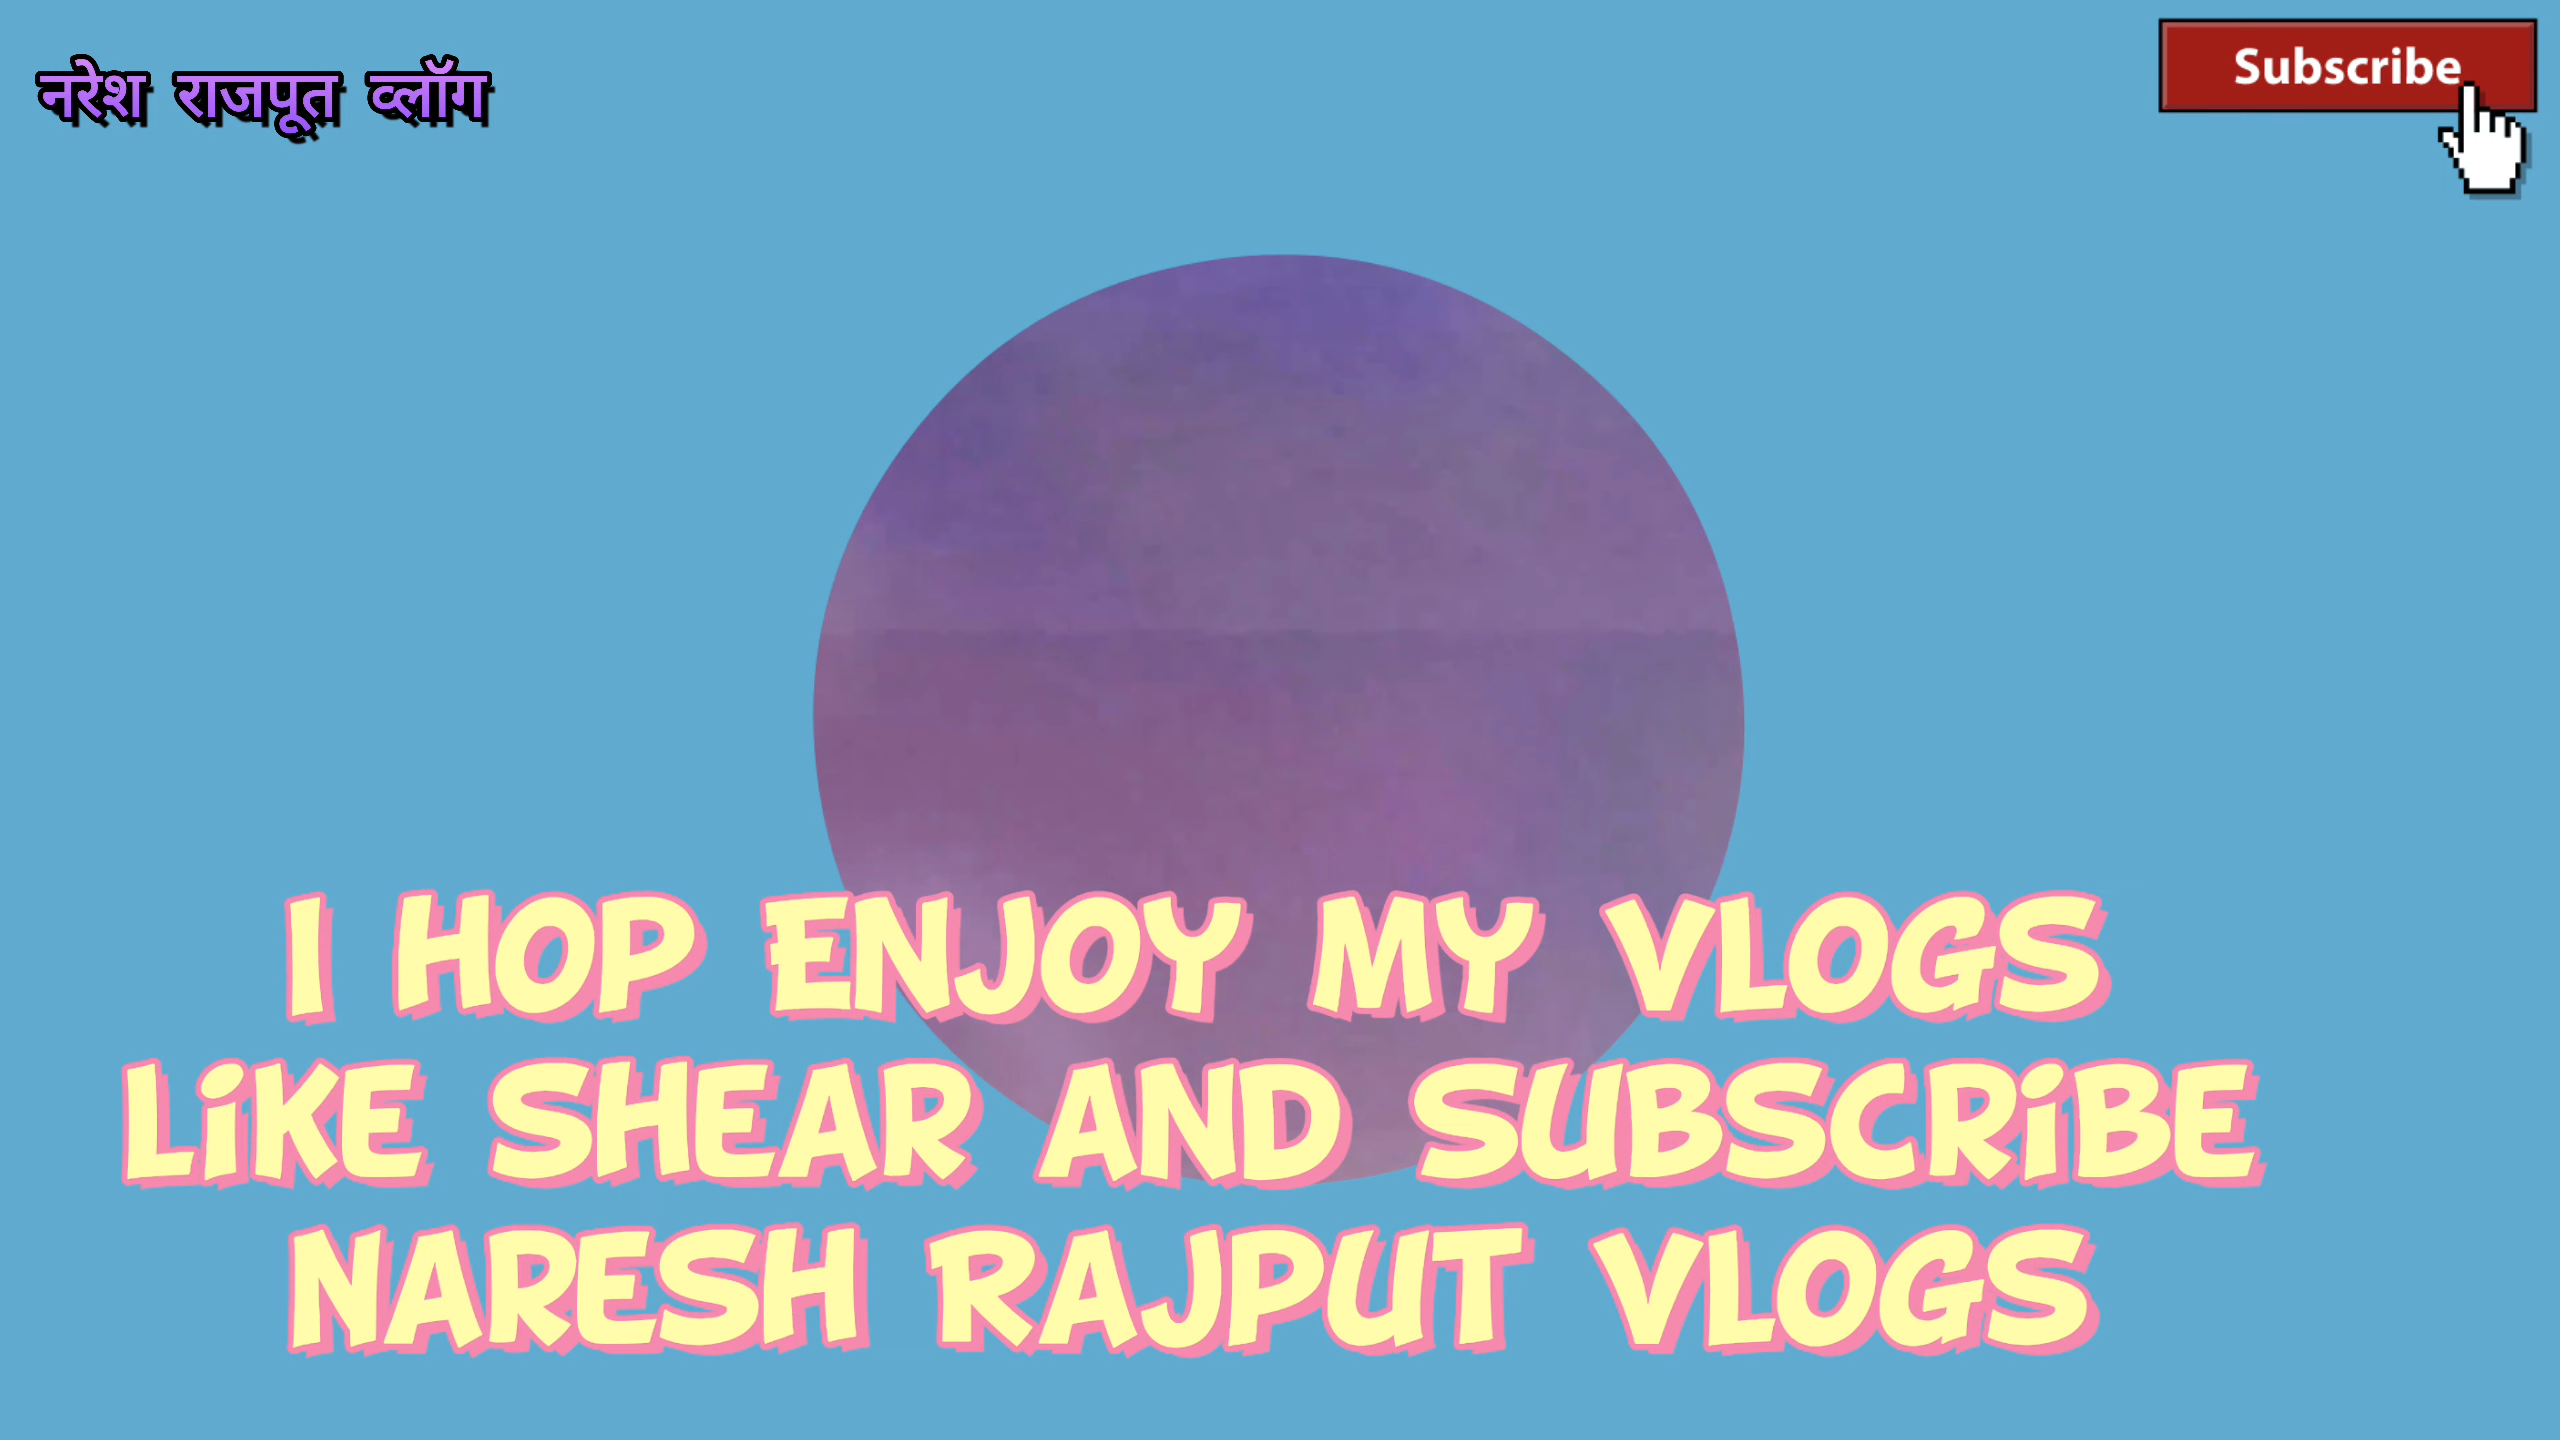 नरेश राजपूत व्लॉग
Subscribe
I HOP ENJOY MY VLOGS
LiKE SHEAR AND SUBSCRiBE
NARESH RAJPUT VLOGS